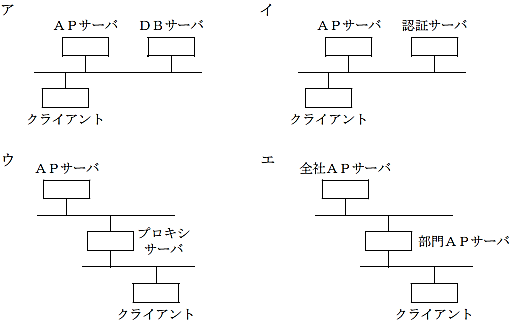 ア
APサーバ
DBサーバ
クライアント
イ
APサーバ
認証サーバ
クライアント
ウ
APサーバ
プロキシ
サーバ
クライアント
エ
全社APサーバ
部門APサーバ
クライアント